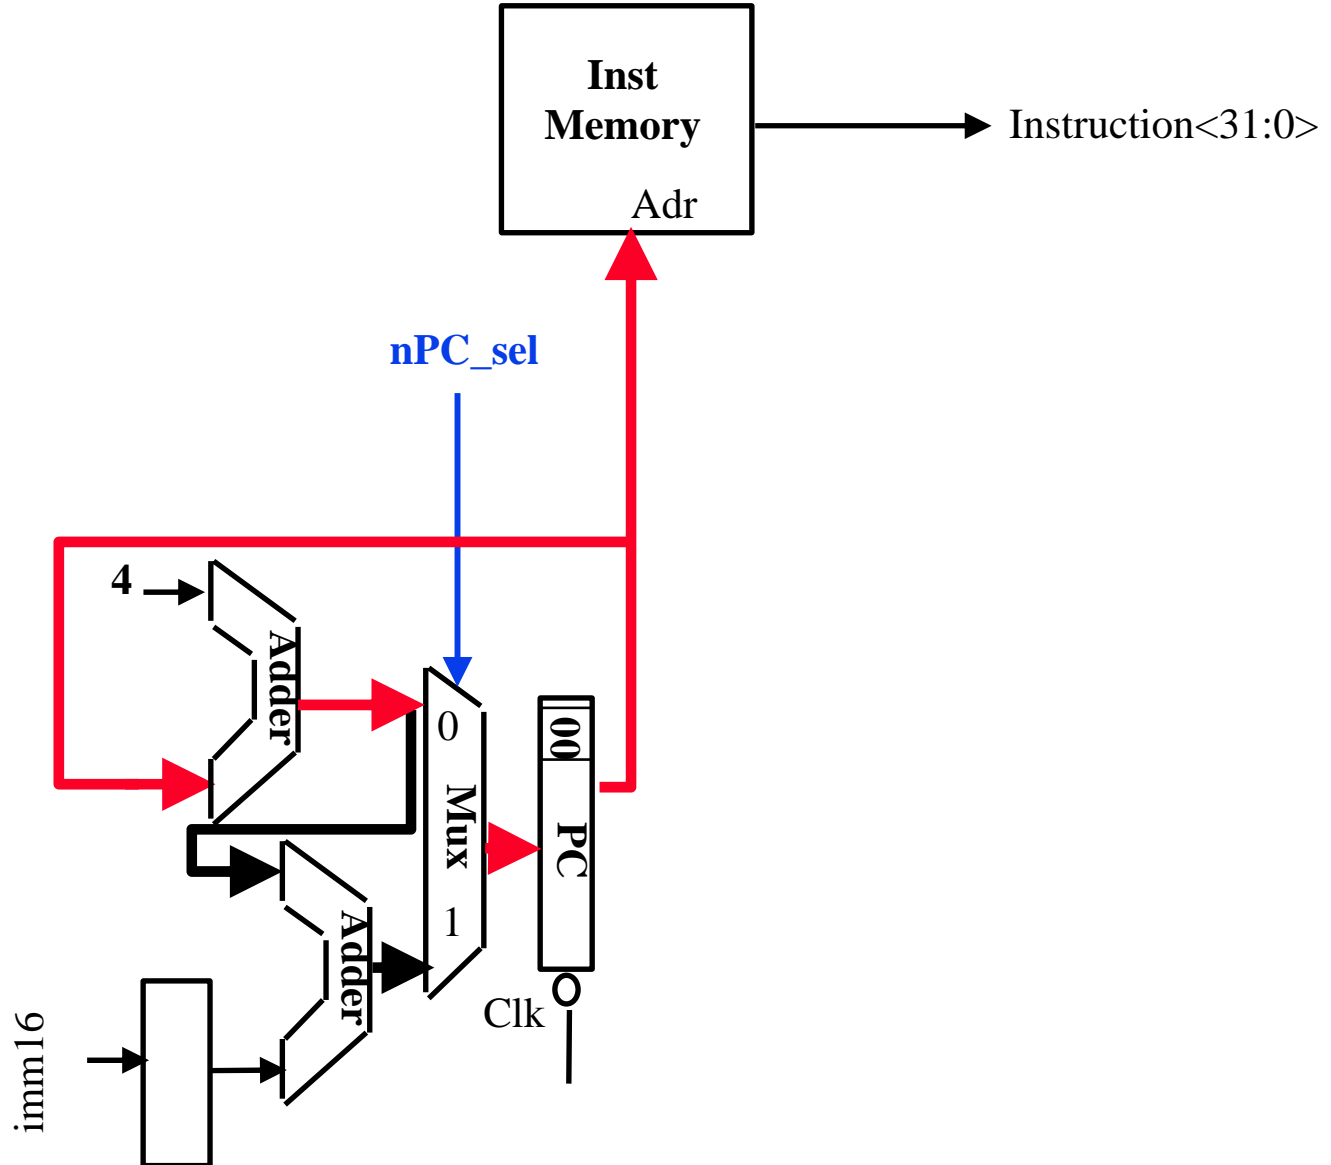 Inst
Memory
Instruction<31:0>
Adr
nPC_sel
4
Adder
0
00
Mux
PC
1
Adder
Clk
imm16